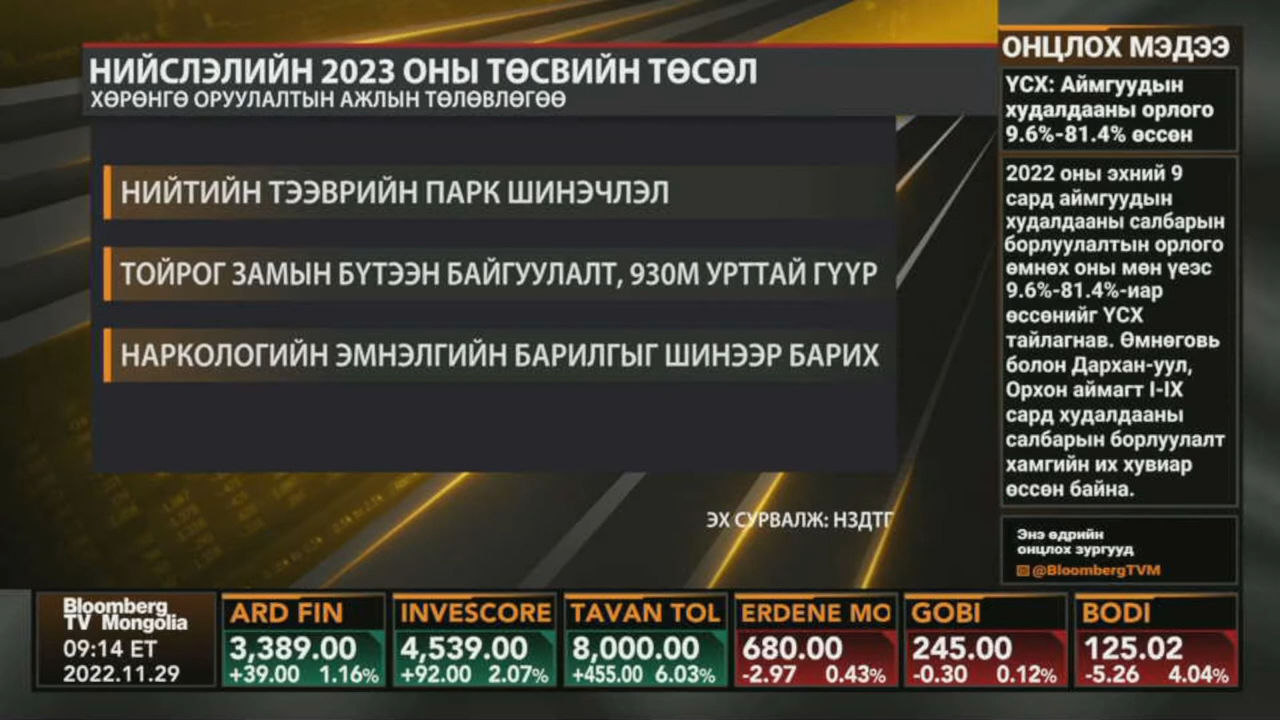 НИЙСЛЭЛИЙН 2023 ОНЫ ТӨСВИЙН ТӨСӨЛ
ХӨРӨНГӨ ОРУУЛАЛТЫН АЖЛЫН ТӨЛӨВЛӨГӨӨ
НИЙТИЙН ТЭЭВРИЙН ПАРК ШИНЭЧЛЭЛ
ТОЙРОГ ЗАМЫН БҮТЭЭН БАЙГУУЛАЛТ, 930М УРТТАЙ ГҮҮР
НАРКОЛОГИЙН ЭМНЭЛГИЙН БАРИЛГЫГ ШИНЭЭР БАРИХ
ЭХ СУРВАЛЖ: НЗДТГ
ОНЦЛОХ МЭДЭЭ
ҮСХ: Аймгуудын
худалдааны орлого
9.6%-81.4% өссөн
2022 оны эхний 9
сард аймгуудын
худалдааны салбарын
борлуулалтын орлого
өмнөх оны мөн үеэс
9.6%-81.4%-иар
өссөнийг ҮСХ
тайлагнав. Өмнөговь
болон Дархан-уул,
Орхон аймагт I-IX
сард худалдааны
салбарын борлуулалт
хамгийн их хувиар
өссөн байна.
Энэ өдрийн
онцлох зургууд
@BloombergTVM
Bloomberg
TV Mongolia
09:14 ET
2022.11.29
ARD FIN
3,389.00
+39.00 1.16%
INVESCORE
4,539.00
+92.00 2.07%
TAVAN TOL
8,000.00
+455.00 6.03%
ERDENE MO
680.00
-2.97 0.43%
GOBI
245.00
-0.30 0.12%
BODI
125.02
-5.26 4.04%